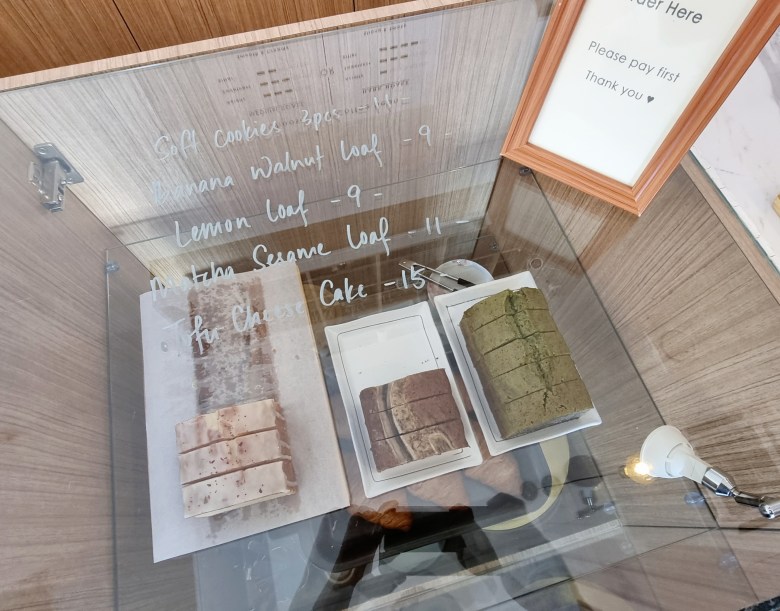 Soft Cookies 3pcs -
Banana Walnut Loaf - 9 -
Lemon Loaf - 9 -
Matcha Sesame Loaf - 11 -
Tofu Cheese Cake - 15
Here
Please pay first
Thank you ♥